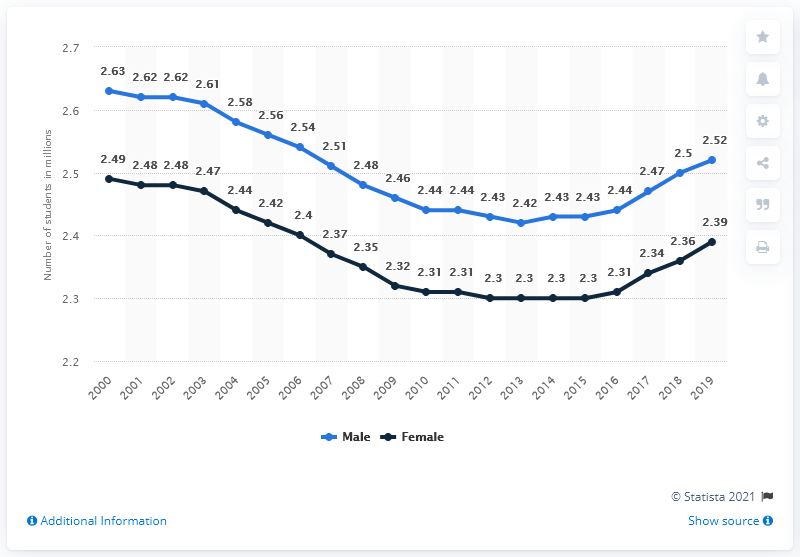 2.7
2.6
2.5
2.4
2.3
2.2
Number of students in millions
2.63 2.62 2.62 2.61 2.58 2.56 2.54 2.51 2.48 2.46 2.44 2.44 2.43 2.42 2.43 2.43 2.44 2.47 2.5 2.52
2.49 2.48 2.48 2.47 2.44 2.42 2.4 2.37 2.35 2.32 2.31 2.31 2.3 2.3 2.3 2.3 2.31 2.34 2.36 2.39
2000 2001 2002 2003 2004 2005 2006 2007 2008 2009 2010 2011 2012 2013 2014 2015 2016 2017 2018 2019
Male Female
© Statista 2021
Additional Information Show source